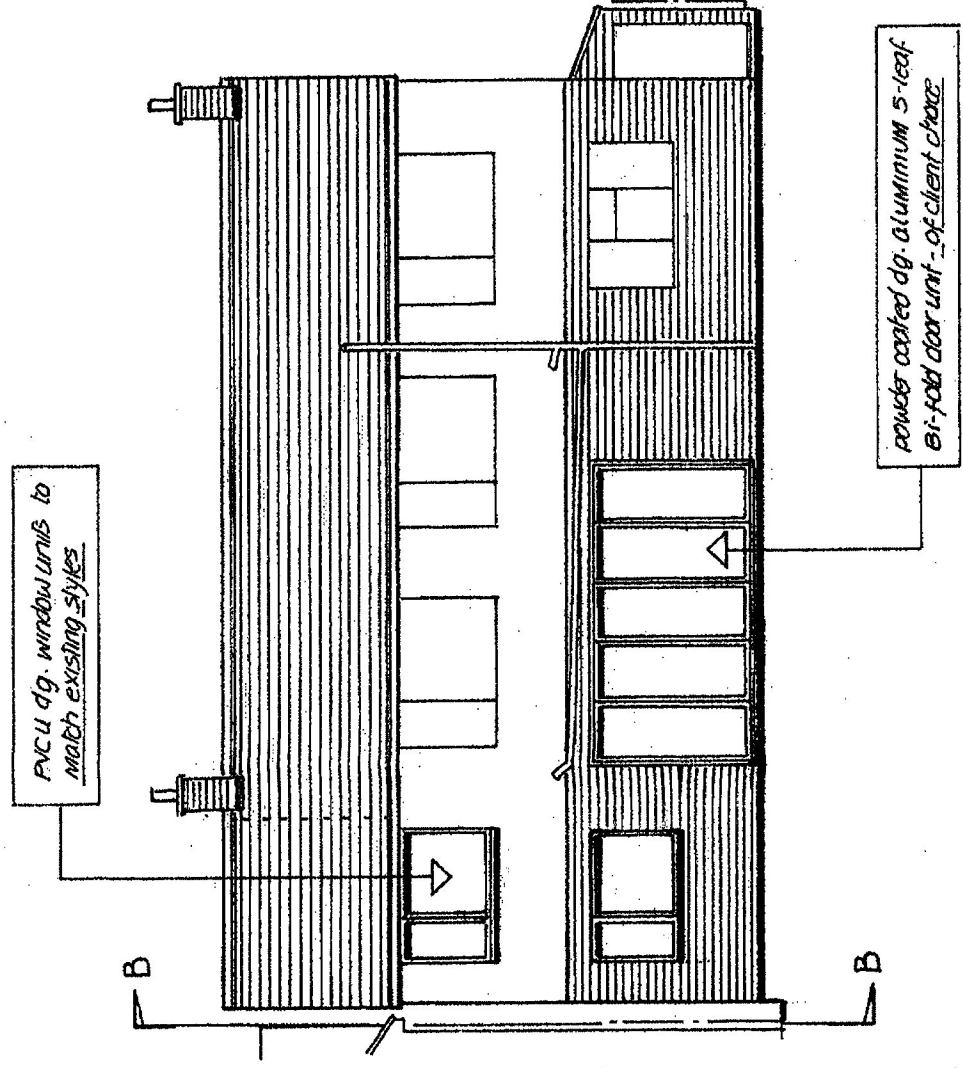 PVCU dg. window units to
match existing styles
B
B
powder coated dg. aluminium 5-leaf
Bi-fold door unit - of client choice